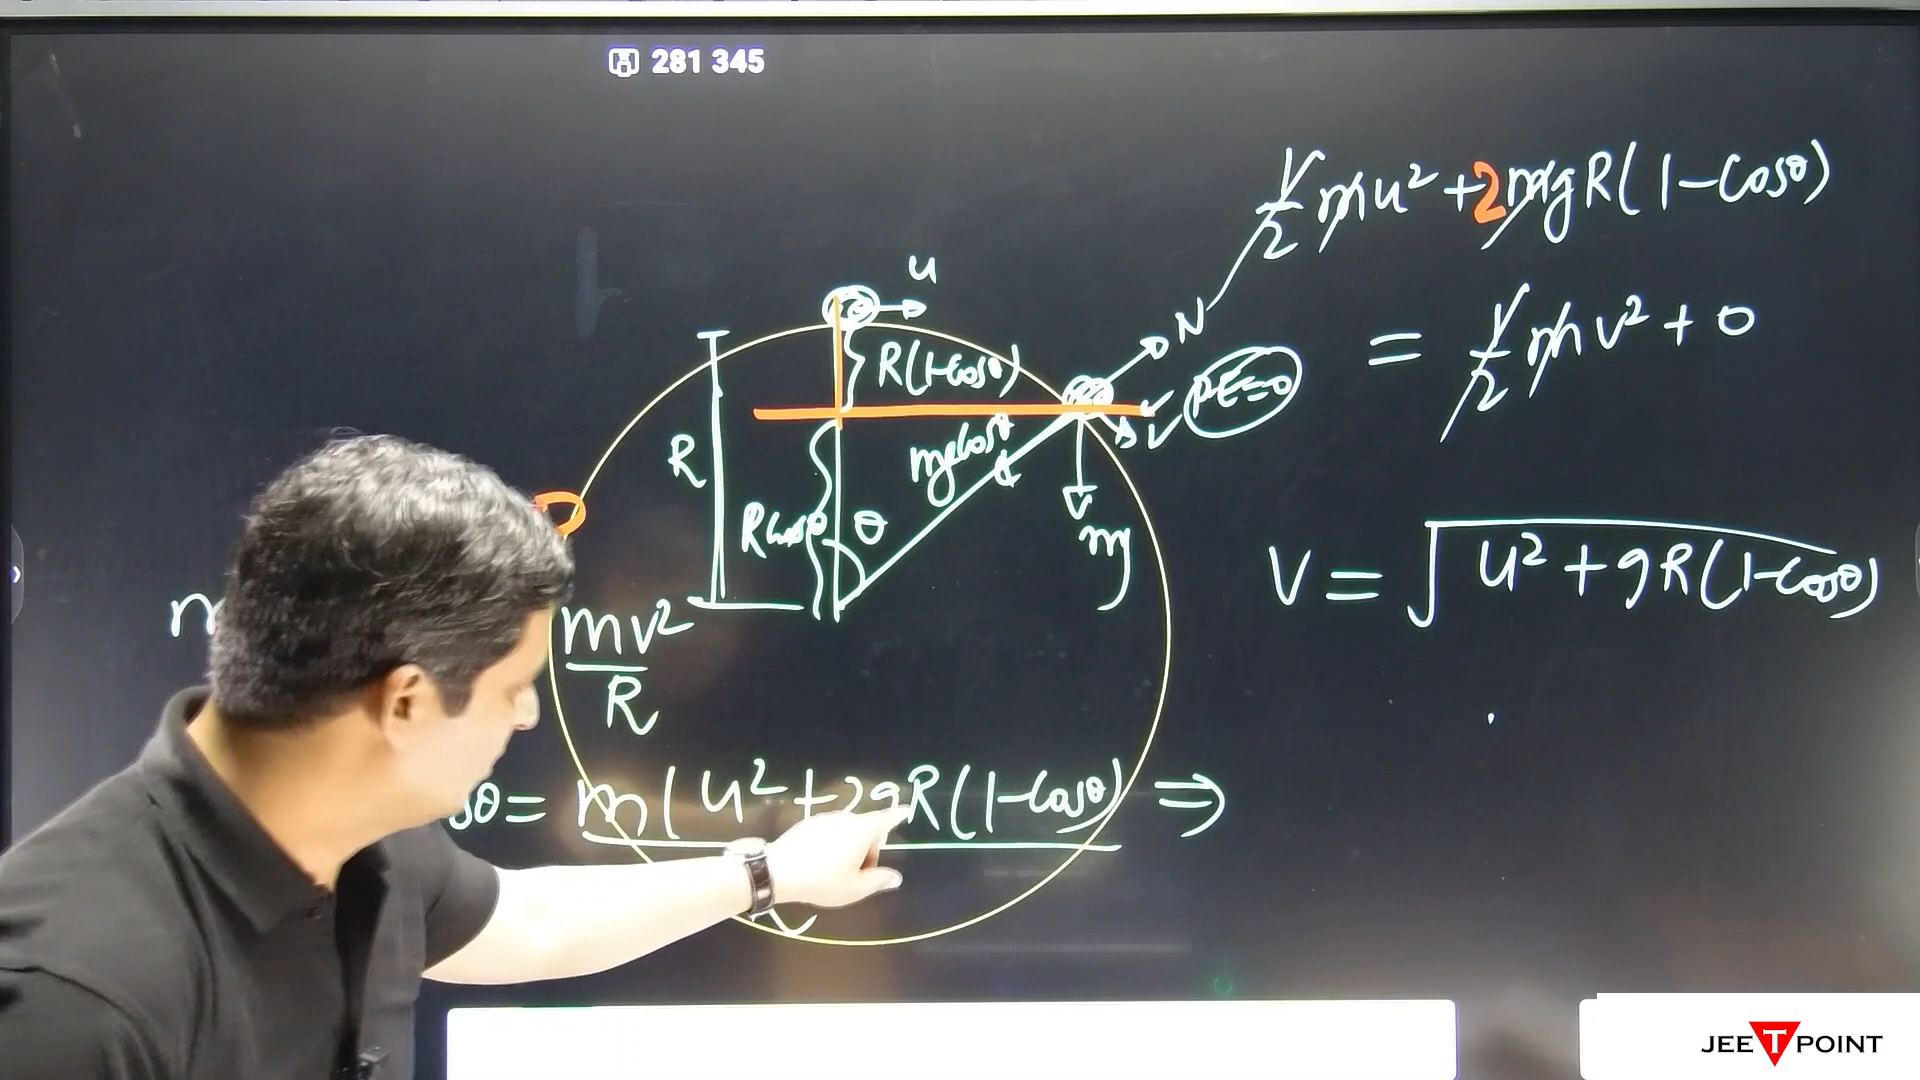 281 345
½mu² + 2mgR(1-Cosθ)
= ½mv² + 0
u
N
R(1-Cosθ)
PE=0
v
R
mgcosθ
Rcosθ
θ
mg
V = √u² + gR(1-Cosθ)
m
mv²
R
sθ = m(u²+2gR(1-Cosθ) ⇒
JEE T POINT